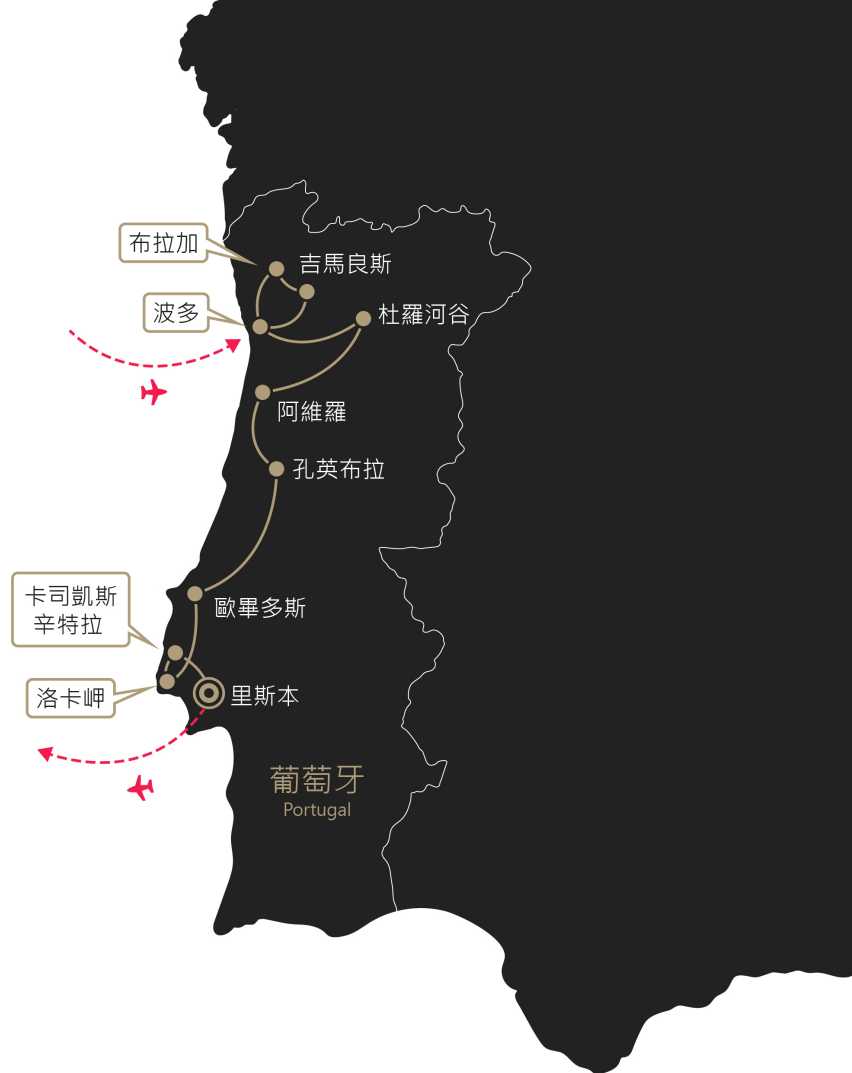 布拉加
吉馬良斯
波多
杜羅河谷
阿維羅
孔英布拉
卡司凱斯
辛特拉
歐畢多斯
洛卡岬
里斯本
葡萄牙
Portugal